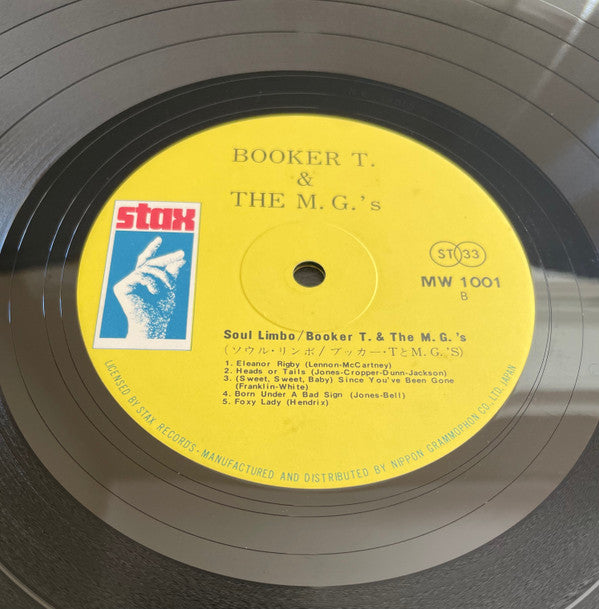 BOOKER T.
&
THE M. G.'s
stax
ST 33
MW 1001
B
Soul Limbo/Booker T. & The M. G.'s
(ソウル・リンボ/ブッカー・TとM. G.'S)
1. Eleanor Rigby (Lennon-McCartney)
2. Heads or Tails (Jones-Cropper-Dunn-Jackson)
3. (Sweet, Sweet, Baby) Since You've Been Gone
(Franklin-White)
4. Born Under A Bad Sign (Jones-Bell)
5. Foxy Lady (Hendrix)
LICENSED BY STAX RECORDS・MANUFACTURED AND DISTRIBUTED BY NIPPON GRAMMOPHON CO. LTD. JAPAN